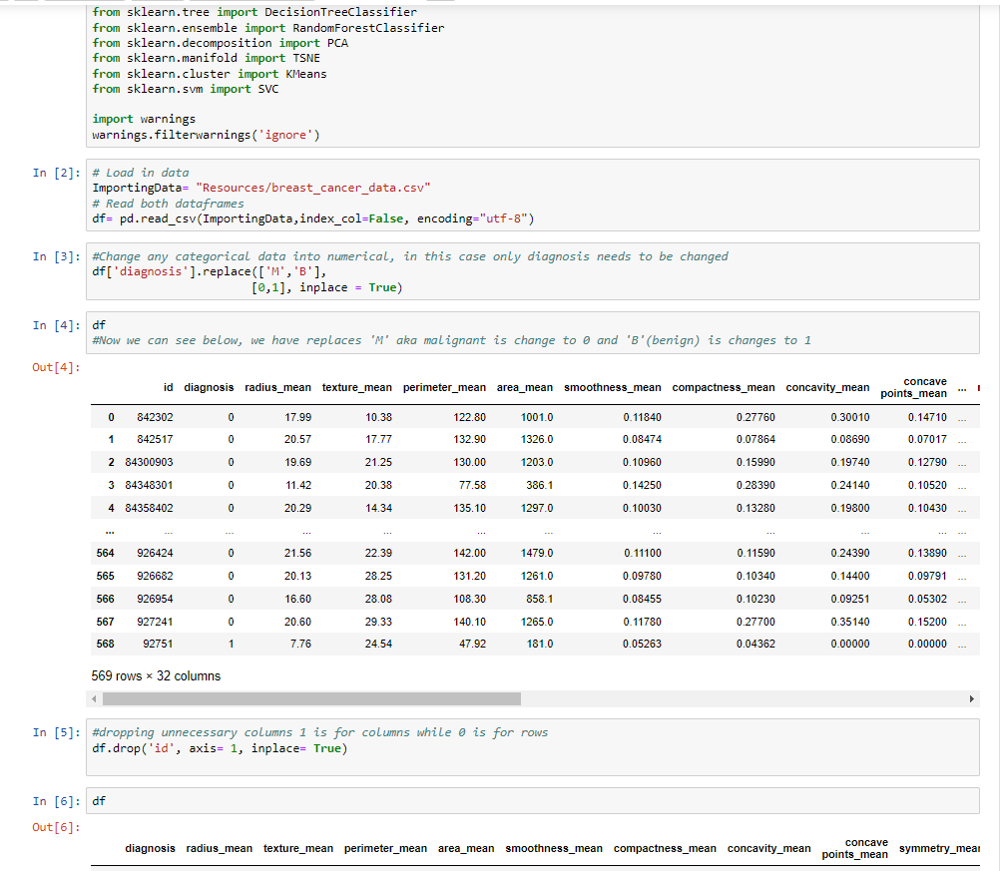 from sklearn.tree import DecisionTreeClassifier
from sklearn.ensemble import RandomForestClassifier
from sklearn.decomposition import PCA
from sklearn.manifold import TSNE
from sklearn.cluster import KMeans
from sklearn.svm import SVC
import warnings
warnings.filterwarnings('ignore')
In [2]: # Load in data
ImportingData= "Resources/breast_cancer_data.csv"
# Read both dataframes
df= pd.read_csv(ImportingData,index_col=False, encoding="utf-8")
In [3]: #Change any categorical data into numerical, in this case only diagnosis needs to be changed
df['diagnosis'].replace(['M','B'],
[0,1], inplace = True)
In [4]: df
#Now we can see below, we have replaces 'M' aka malignant is change to 0 and 'B'(benign) is changes to 1
Out[4]:
id diagnosis radius_mean texture_mean perimeter_mean area_mean smoothness_mean compactness_mean concavity_mean concave points_mean ...
0 842302 0 17.99 10.38 122.80 1001.0 0.11840 0.27760 0.30010 0.14710 ...
1 842517 0 20.57 17.77 132.90 1326.0 0.08474 0.07864 0.08690 0.07017 ...
2 84300903 0 19.69 21.25 130.00 1203.0 0.10960 0.15990 0.19740 0.12790 ...
3 84348301 0 11.42 20.38 77.58 386.1 0.14250 0.28390 0.24140 0.10520 ...
4 84358402 0 20.29 14.34 135.10 1297.0 0.10030 0.13280 0.19800 0.10430 ...
... ... ... ... ... ... ... ... ... ... ... ...
564 926424 0 21.56 22.39 142.00 1479.0 0.11100 0.11590 0.24390 0.13890 ...
565 926682 0 20.13 28.25 131.20 1261.0 0.09780 0.10340 0.14400 0.09791 ...
566 926954 0 16.60 28.08 108.30 858.1 0.08455 0.10230 0.09251 0.05302 ...
567 927241 0 20.60 29.33 140.10 1265.0 0.11780 0.27700 0.35140 0.15200 ...
568 92751 1 7.76 24.54 47.92 181.0 0.05263 0.04362 0.00000 0.00000 ...
569 rows × 32 columns
In [5]: #dropping unnecessary columns 1 is for columns while 0 is for rows
df.drop('id', axis= 1, inplace= True)
In [6]: df
Out[6]:
diagnosis radius_mean texture_mean perimeter_mean area_mean smoothness_mean compactness_mean concavity_mean concave points_mean